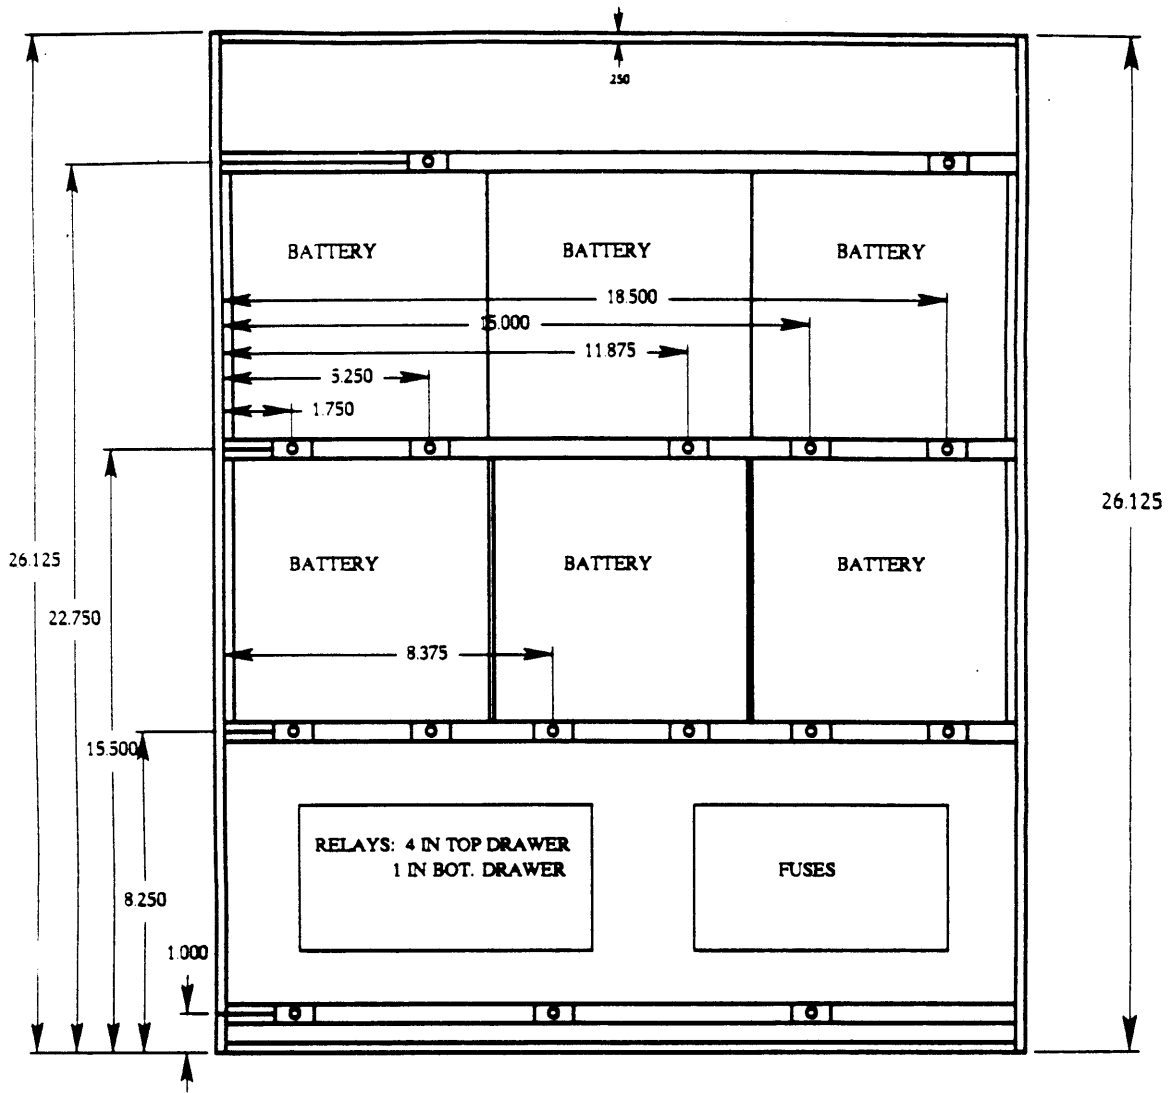 .250
BATTERY BATTERY BATTERY
18.500
15.000
11.875
5.250
1.750
26.125
26.125
BATTERY BATTERY BATTERY
22.750
8.375
15.500
RELAYS: 4 IN TOP DRAWER
1 IN BOT. DRAWER
FUSES
8.250
1.000